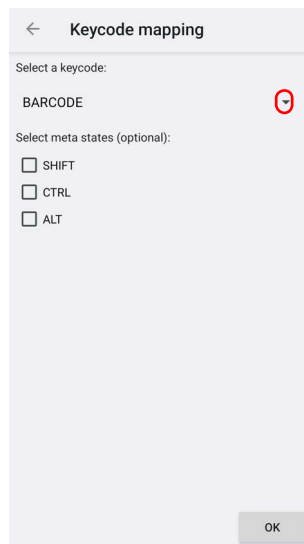 Keycode mapping
Select a keycode:
BARCODE
Select meta states (optional):
SHIFT
CTRL
ALT
OK